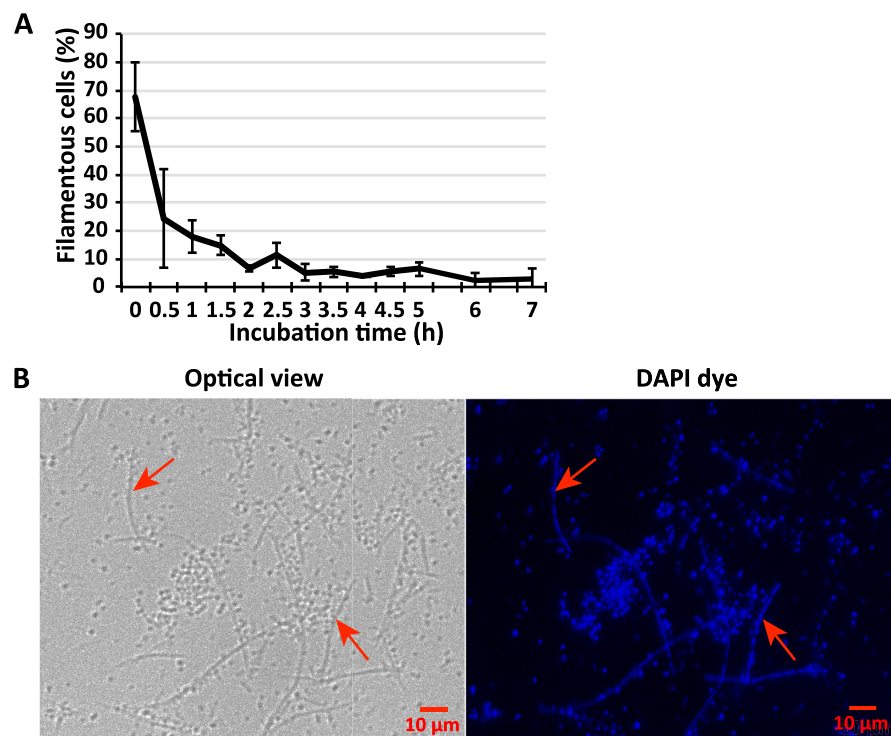 A
Filamentous cells (%)
90
80
70
60
50
40
30
20
10
0
0 0.5 1 1.5 2 2.5 3 3.5 4 4.5 5 6 7
Incubation time (h)
B
Optical view DAPI dye
10 µm 10 µm